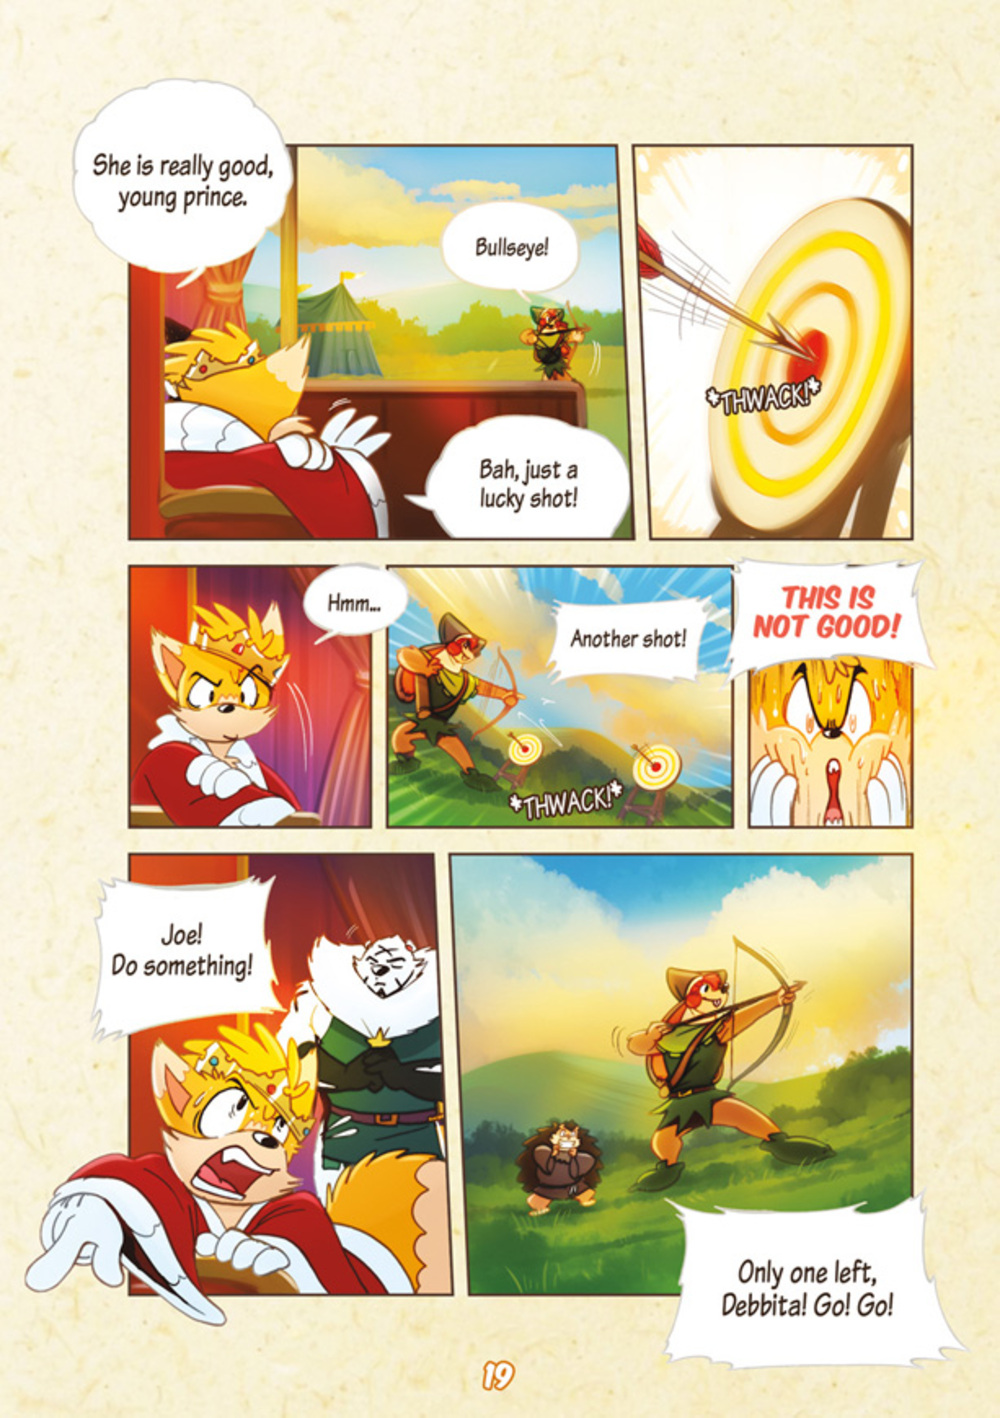 She is really good,
young prince.
Bullseye!
Bah, just a
lucky shot!
*THWACK!*
Hmm...
Another shot!
*THWACK!*
THIS IS
NOT GOOD!
Joe!
Do something!
Only one left,
Debbita! Go! Go!
19